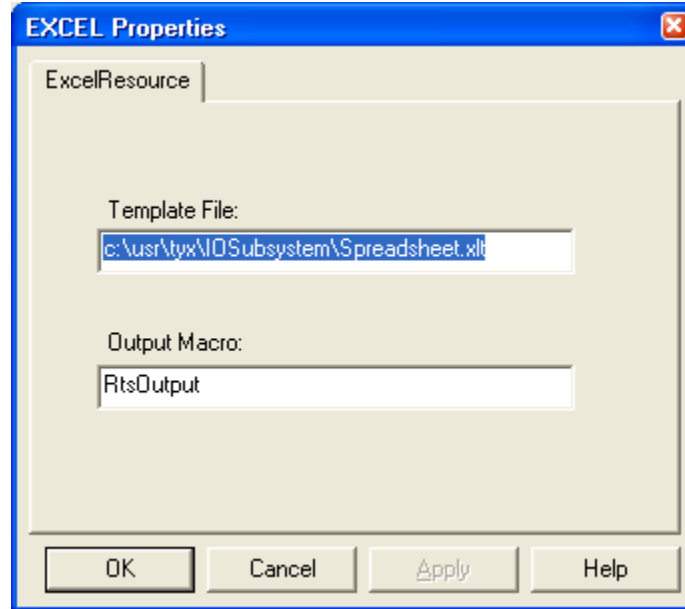 EXCEL Properties
ExcelResource
Template File:
c:\usr\tyx\IOSubsystem\Spreadsheet.xlt
Output Macro:
RtsOutput
OK Cancel Apply Help